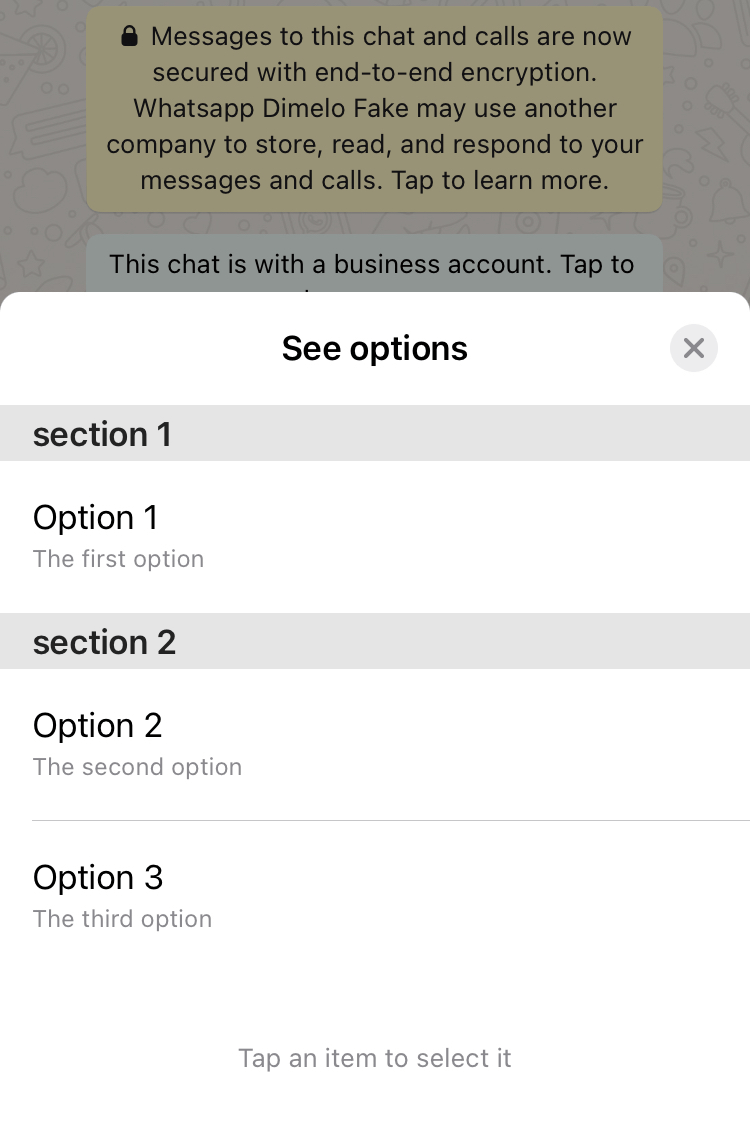 Messages to this chat and calls are now
secured with end-to-end encryption.
Whatsapp Dimelo Fake may use another
company to store, read, and respond to your
messages and calls. Tap to learn more.
This chat is with a business account. Tap to
See options
section 1
Option 1
The first option
section 2
Option 2
The second option
Option 3
The third option
Tap an item to select it